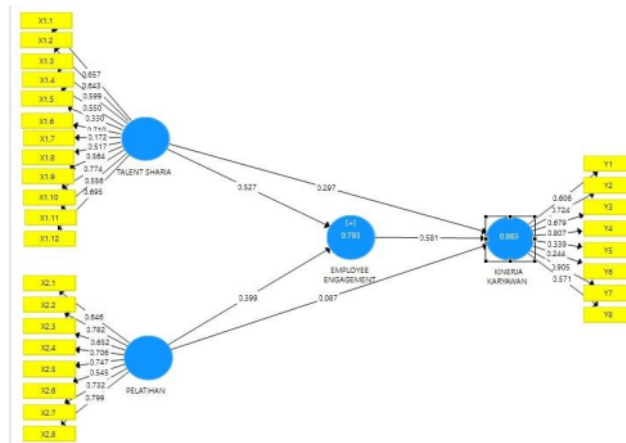 X1.1
X1.2
X1.3
X1.4
X1.5
X1.6
X1.7
X1.8
X1.9
X1.10
X1.11
X1.12
0.657
0.643
0.599
0.550
0.330
0.172
0.517
0.564
0.774
0.556
0.695
TALENT SHARIA
0.527
0.297
[+]
0.793
EMPLOYEE
ENGAGEMENT
0.581
0.399
0.087
0.863
KINERJA
KARYAWAN
0.606
0.724
0.679
0.807
0.339
0.244
0.905
0.571
Y1
Y2
Y3
Y4
Y5
Y6
Y7
Y8
X2.1
X2.2
X2.3
X2.4
X2.5
X2.6
X2.7
X2.8
0.646
0.782
0.652
0.706
0.747
0.545
0.732
0.799
PELATIHAN